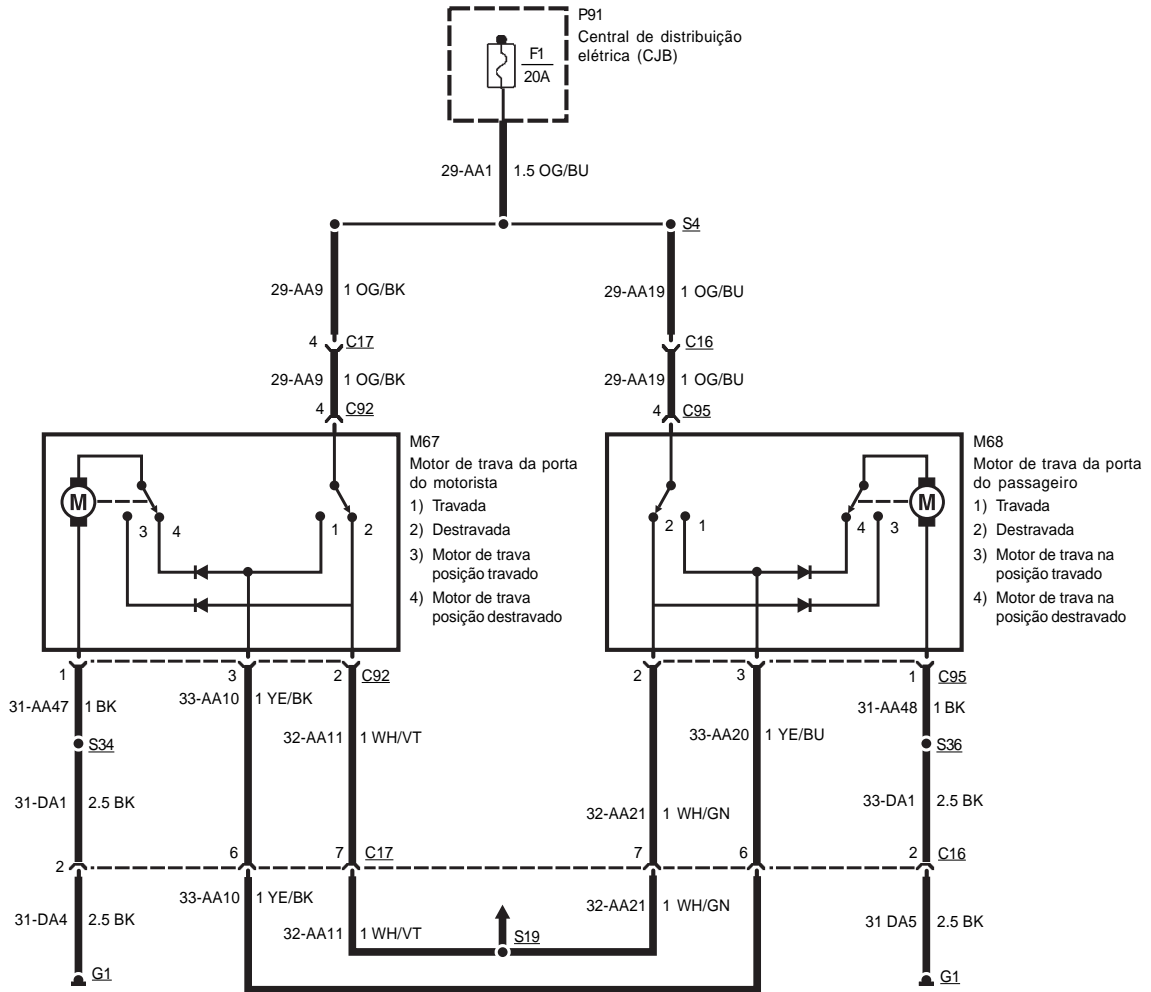 P91
Central de distribuição
elétrica (CJB)
F1
20A
29-AA1 1.5 OG/BU
S4
29-AA9 1 OG/BK
29-AA19 1 OG/BU
4 C17
C16
29-AA9 1 OG/BK
29-AA19 1 OG/BU
4 C92
4 C95
M67
Motor de trava da porta
do motorista
1) Travada
2) Destravada
3) Motor de trava
posição travado
4) Motor de trava
posição destravado
M
3 4
1 2
M68
Motor de trava da porta
do passageiro
1) Travada
2) Destravada
3) Motor de trava na
posição travado
4) Motor de trava na
posição destravado
2 1
4 3
M
1 3 2 C92
2 3 1 C95
31-AA47 1 BK
33-AA10 1 YE/BK
32-AA11 1 WH/VT
33-AA20 1 YE/BU
31-AA48 1 BK
S34
S36
31-DA1 2.5 BK
32-AA21 1 WH/GN
33-DA1 2.5 BK
2 6 7 C17
7 6 2 C16
33-AA10 1 YE/BK
31-DA4 2.5 BK
32-AA11 1 WH/VT
S19
32-AA21 1 WH/GN
31 DA5 2.5 BK
G1
G1